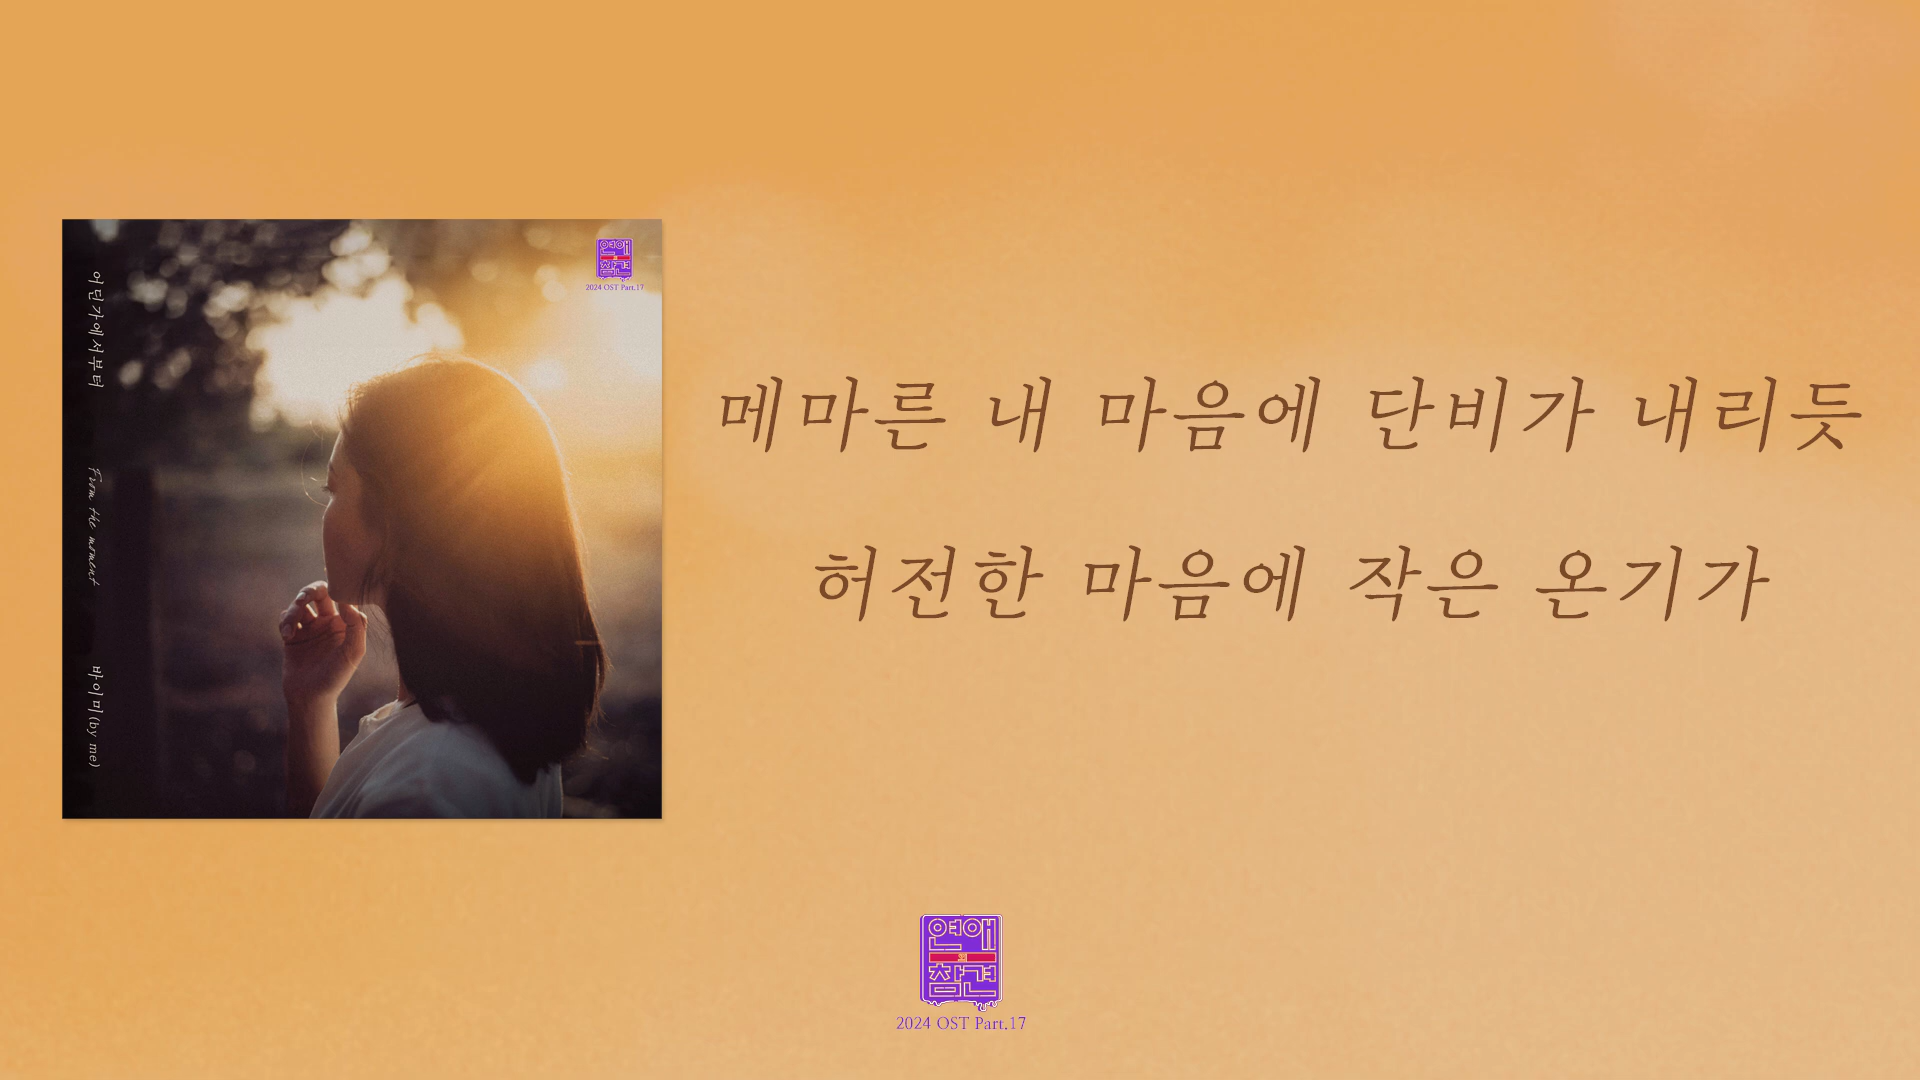 어딘가에서부터
From the moment
바이미(by me)
연애
의
참견
2024 OST Part.17
메마른 내 마음에 단비가 내리듯
허전한 마음에 작은 온기가
연애
의
참견
2024 OST Part.17